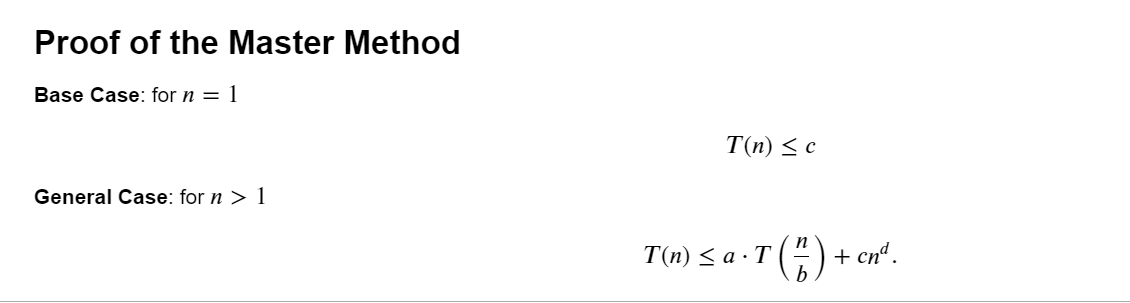 Proof of the Master Method
Base Case: for n = 1
T(n) ≤ c
General Case: for n > 1
T(n) ≤ a · T(n/b) + cn^d.